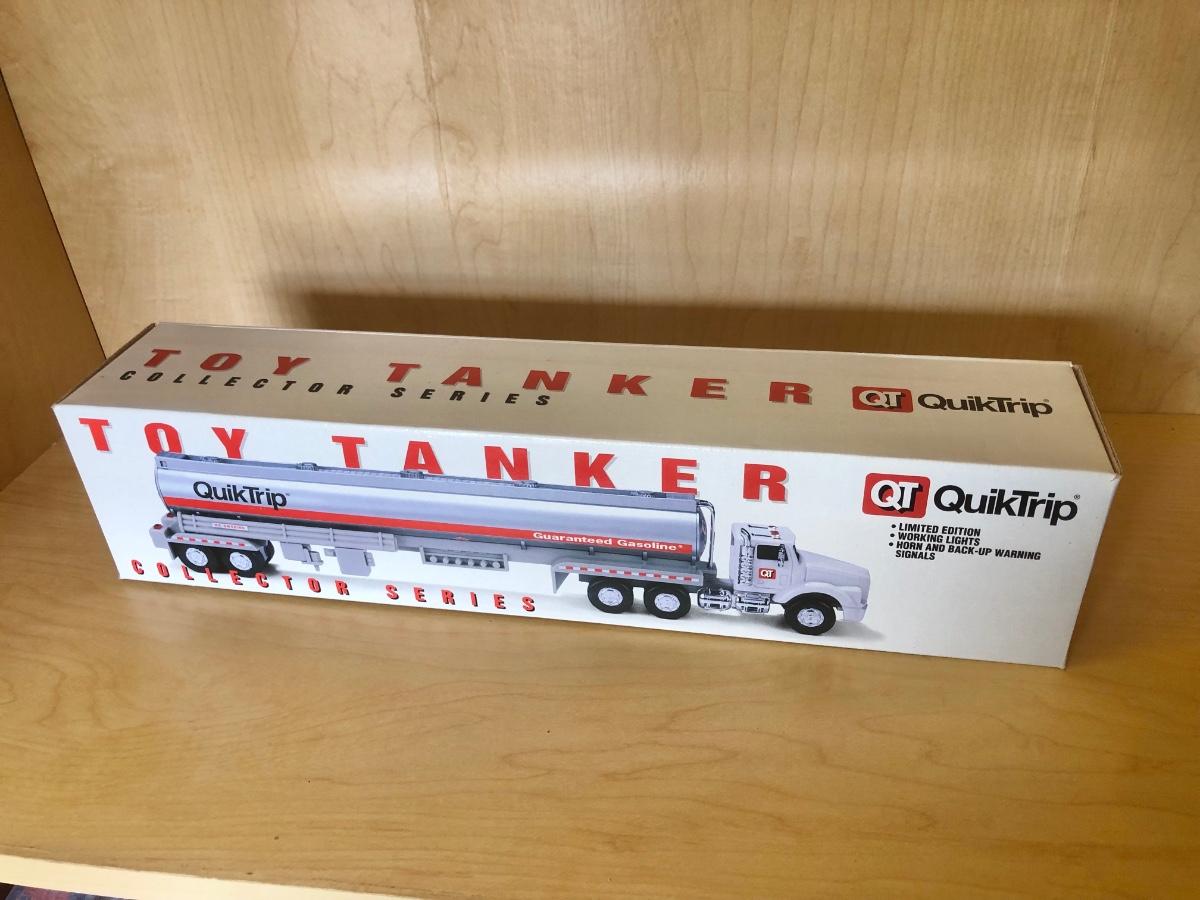 TOY TANKER
COLLECTOR SERIES
QT QuikTrip®
TOY TANKER
QuikTrip
Guaranteed Gasoline®
QT
COLLECTOR SERIES
QT QuikTrip®
• LIMITED EDITION
• WORKING LIGHTS
• HORN AND BACK-UP WARNING
SIGNALS